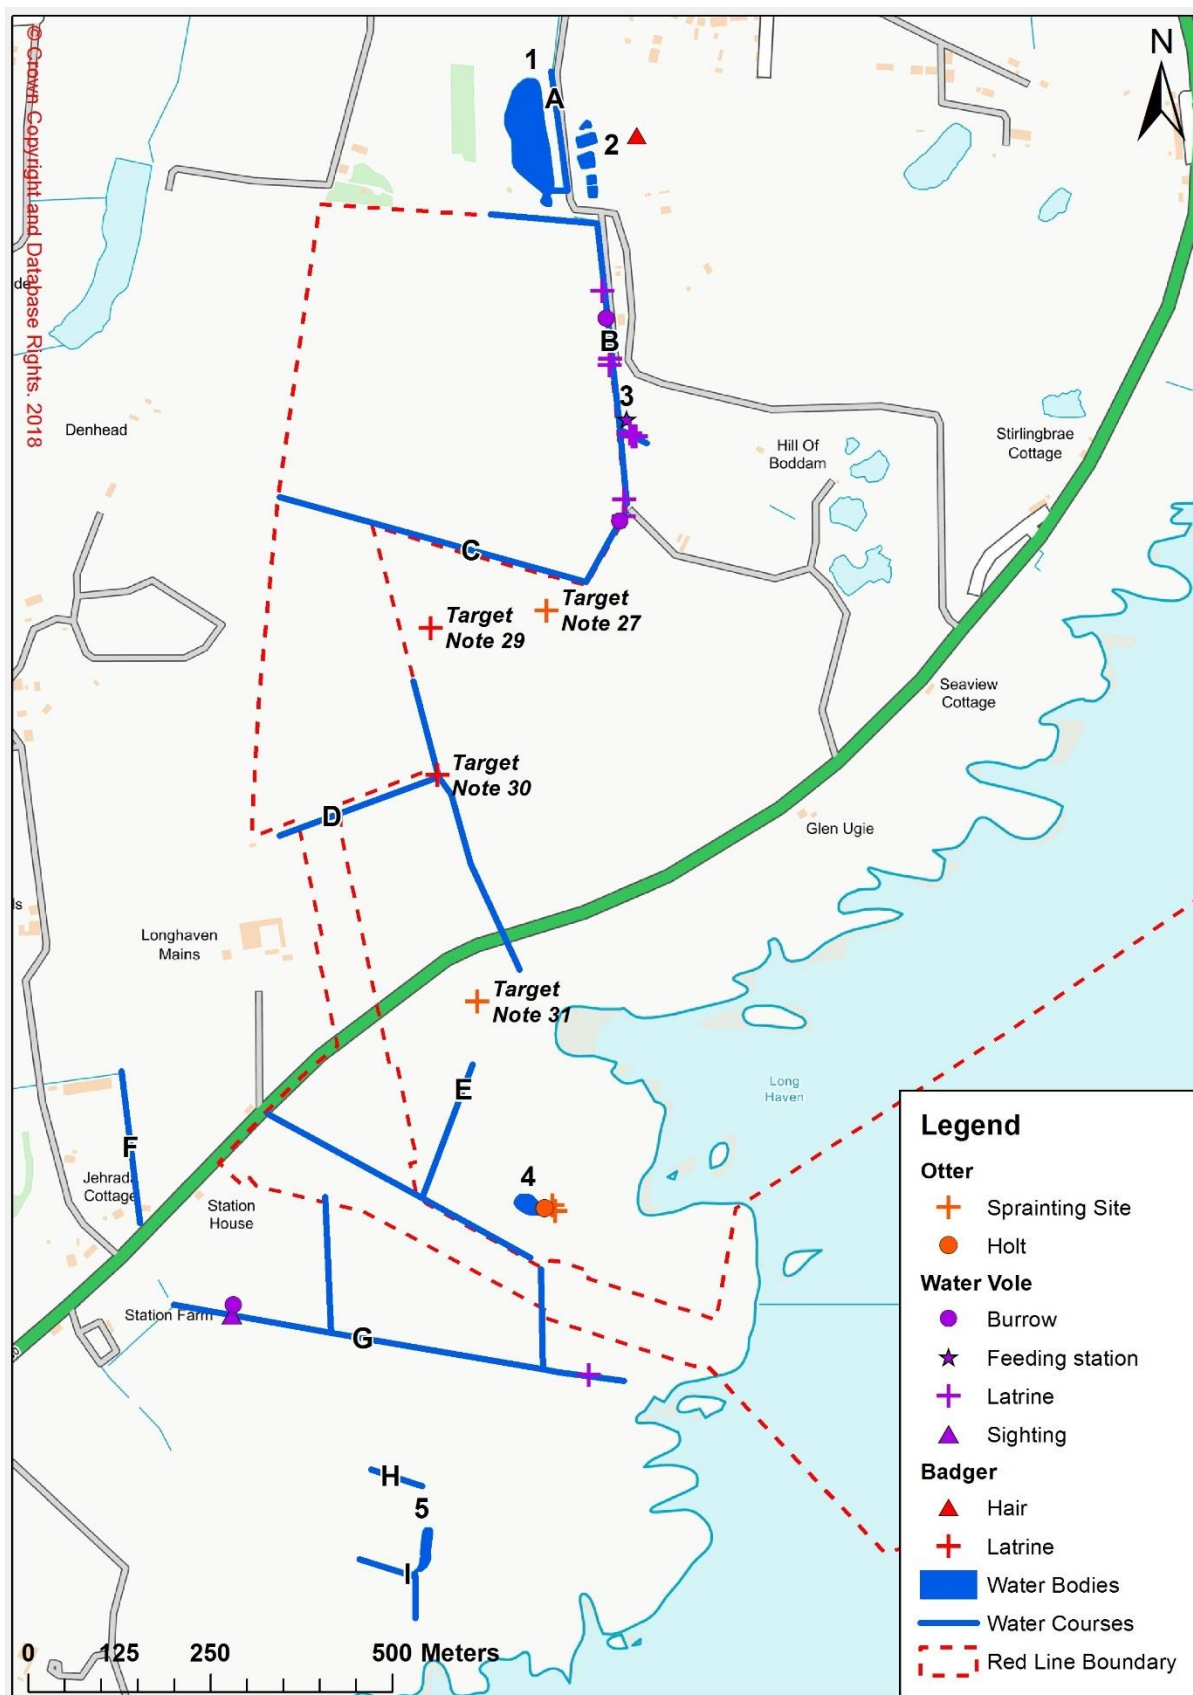 © Crown Copyright and Database Rights. 2018
N
1
A
2
de
B
3
Denhead
Hill Of
Boddam
Stirlingbrae
Cottage
C
Target
Note 27
Target
Note 29
Seaview
Cottage
Target
Note 30
D
Glen Ugie
ls
Longhaven
Mains
Target
Note 31
E
Long
Haven
F
Jehrada
Cottage
4
Station
House
Station Farm
G
H
5
I
0 125 250 500 Meters
Legend
Otter
Sprainting Site
Holt
Water Vole
Burrow
Feeding station
Latrine
Sighting
Badger
Hair
Latrine
Water Bodies
Water Courses
Red Line Boundary